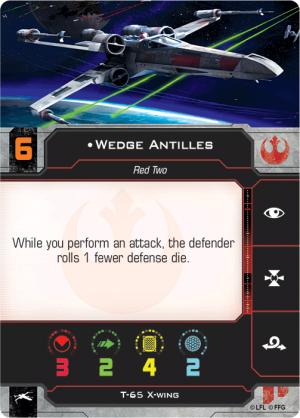 6
• WEDGE ANTILLES
Red Two
While you perform an attack, the defender
rolls 1 fewer defense die.
3 2 4 2
T-65 X-WING
©LFL ©FFG